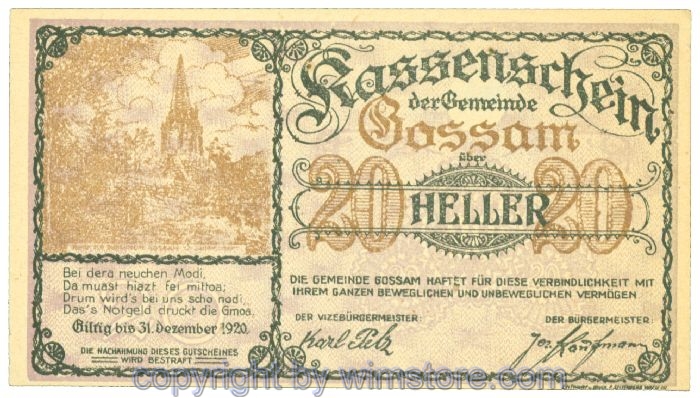 Kassenschein
der Gemeinde
Gossam
über
20 HELLER 20
DIE GEMEINDE GOSSAM HAFTET FÜR DIESE VERBINDLICHKEIT MIT
IHREM GANZEN BEWEGLICHEN UND UNBEWEGLICHEN VERMÖGEN
DER VIZEBÜRGERMEISTER: DER BÜRGERMEISTER:
Karl Pelz Jos. Kaufmann
Bei dera neuchen Modi,
Da muast hiazt fei mittoa;
Drum wird's bei uns scho nodi,
Das's Notgeld druckt die Gmoa.
Giltig bis 31. Dezember 1920.
DIE NACHAHMUNG DIESES GUTSCHEINES
WIRD BESTRAFT
copyright by wimstore.com